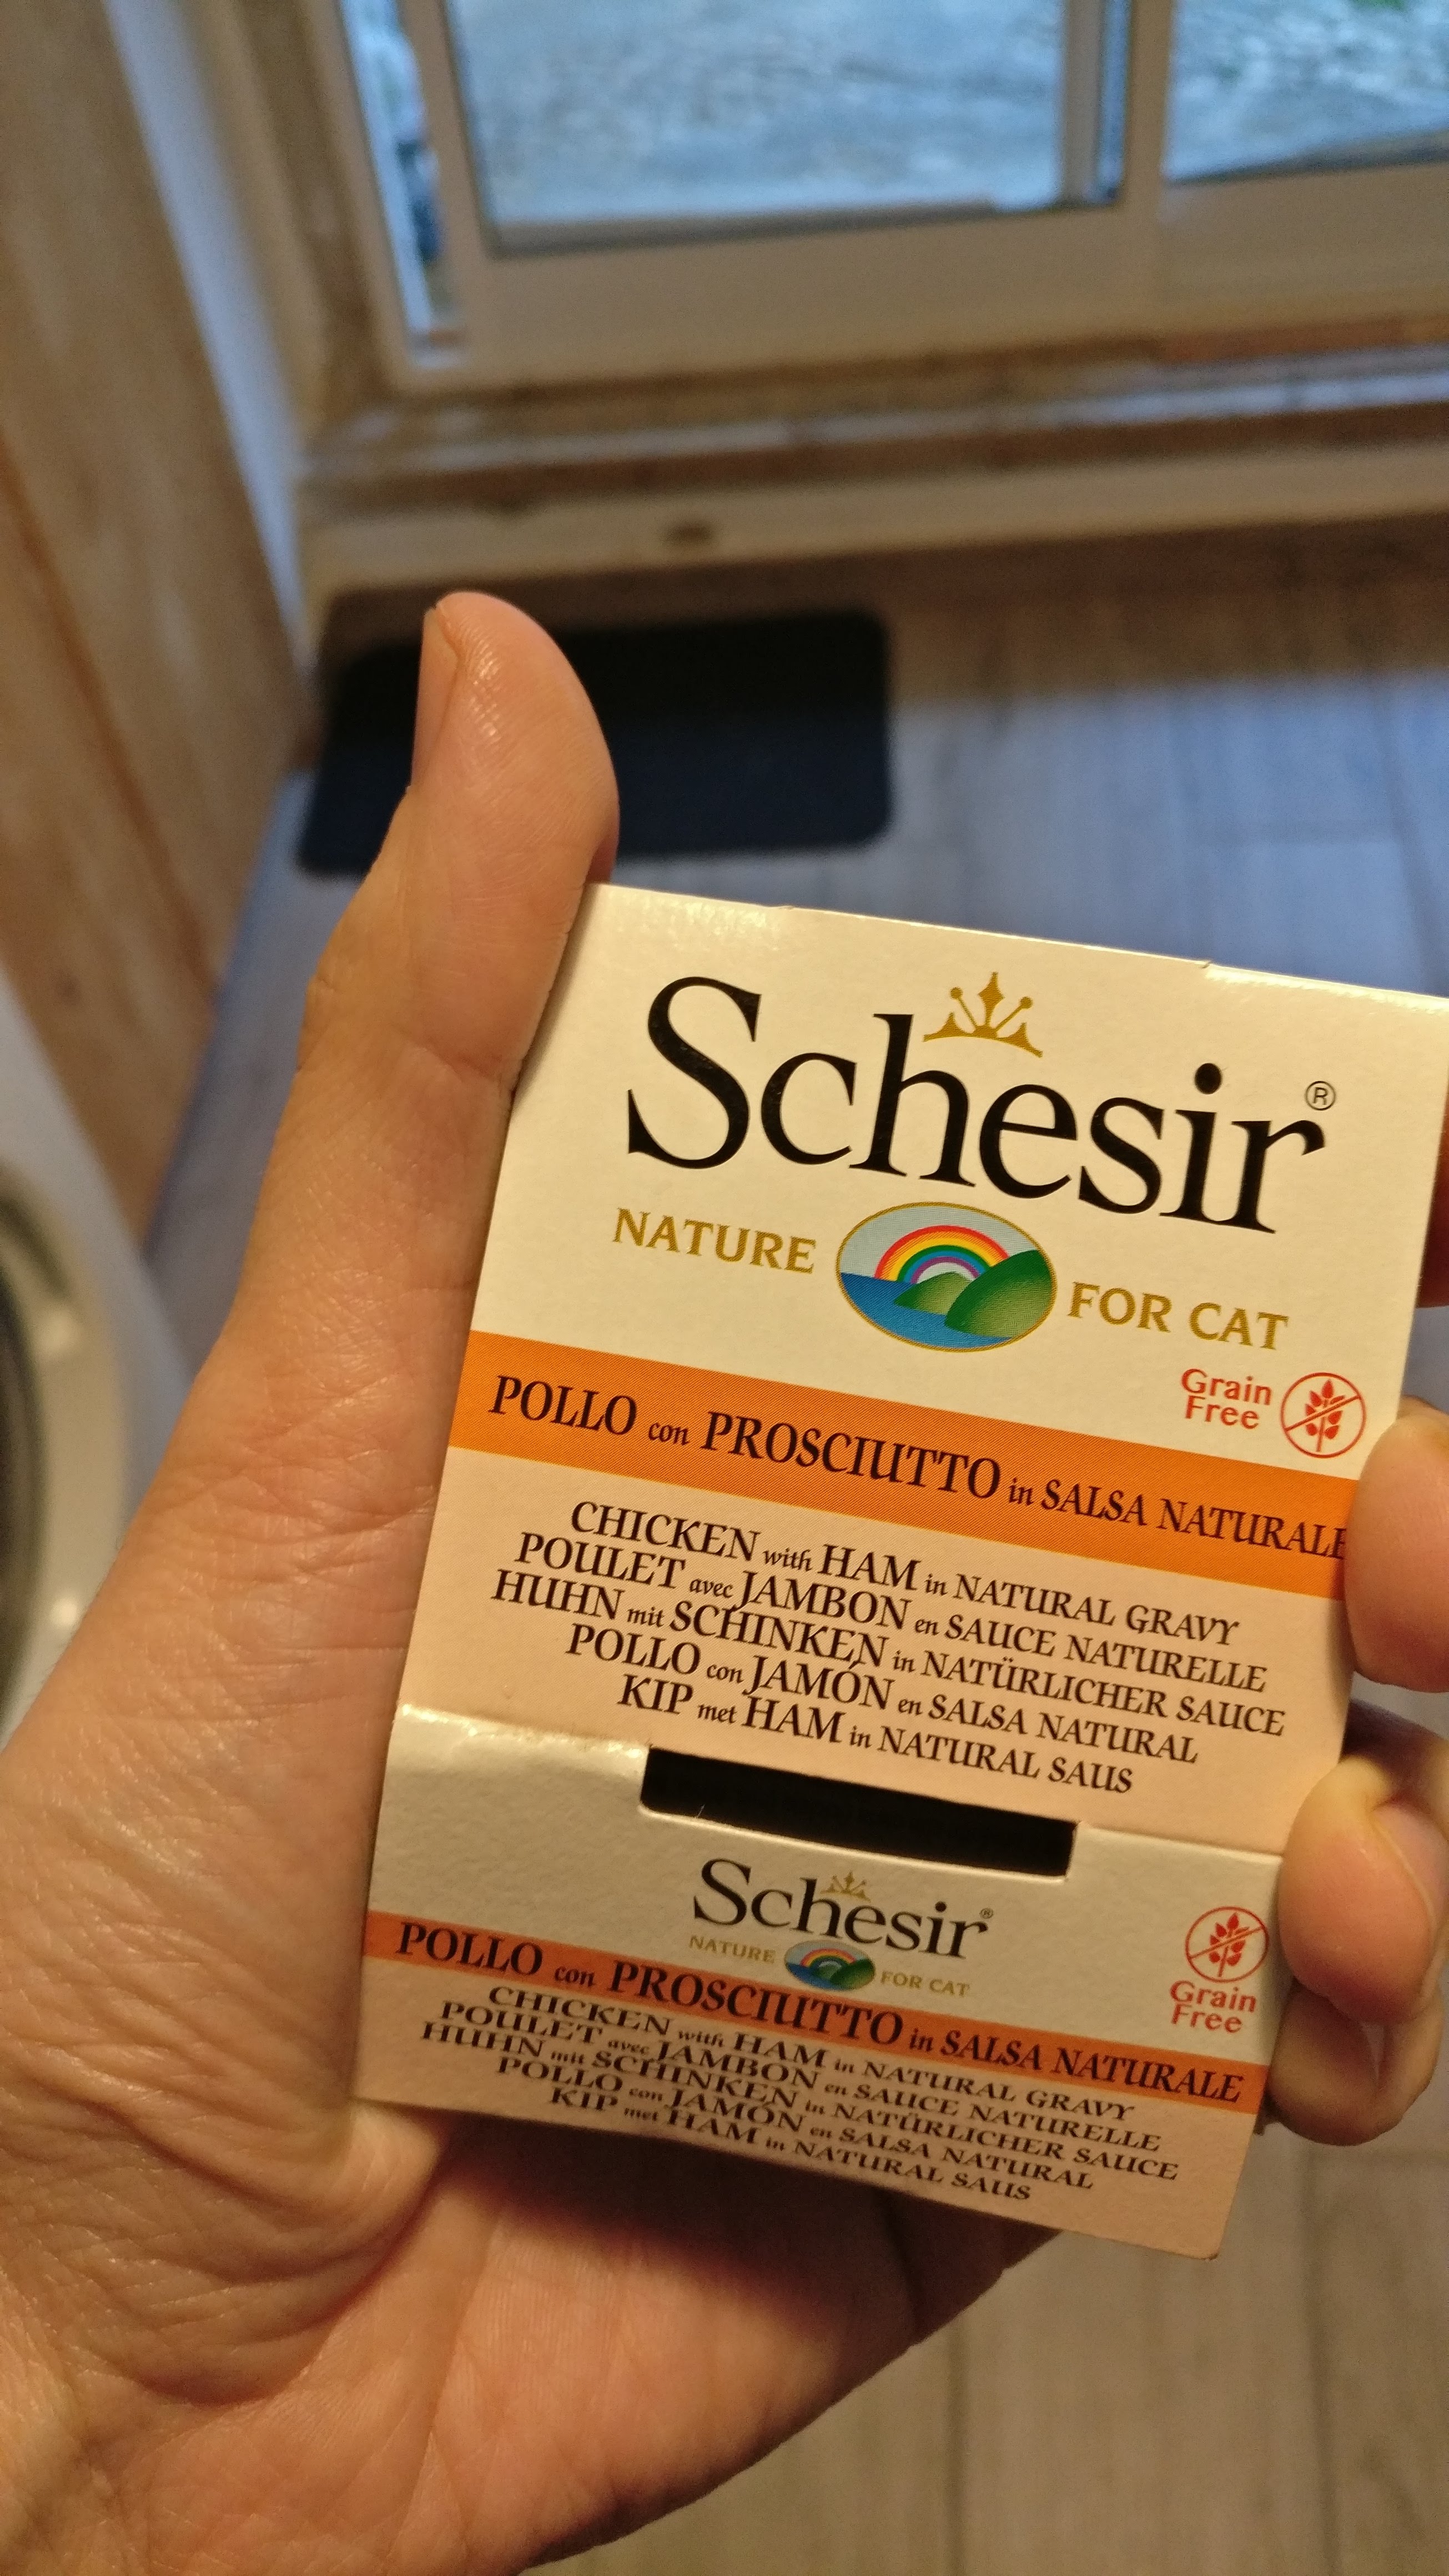 Schesir®
NATURE FOR CAT
Grain
Free
POLLO con PROSCIUTTO in SALSA NATURALE
CHICKEN with HAM in NATURAL GRAVY
POULET avec JAMBON en SAUCE NATURELLE
HUHN mit SCHINKEN in NATÜRLICHER SAUCE
POLLO con JAMÓN en SALSA NATURAL
KIP met HAM in NATURAL SAUS
Schesir®
NATURE FOR CAT
Grain
Free
POLLO con PROSCIUTTO in SALSA NATURALE
CHICKEN with HAM in NATURAL GRAVY
POULET avec JAMBON en SAUCE NATURELLE
HUHN mit SCHINKEN in NATÜRLICHER SAUCE
POLLO con JAMÓN en SALSA NATURAL
KIP met HAM in NATURAL SAUS